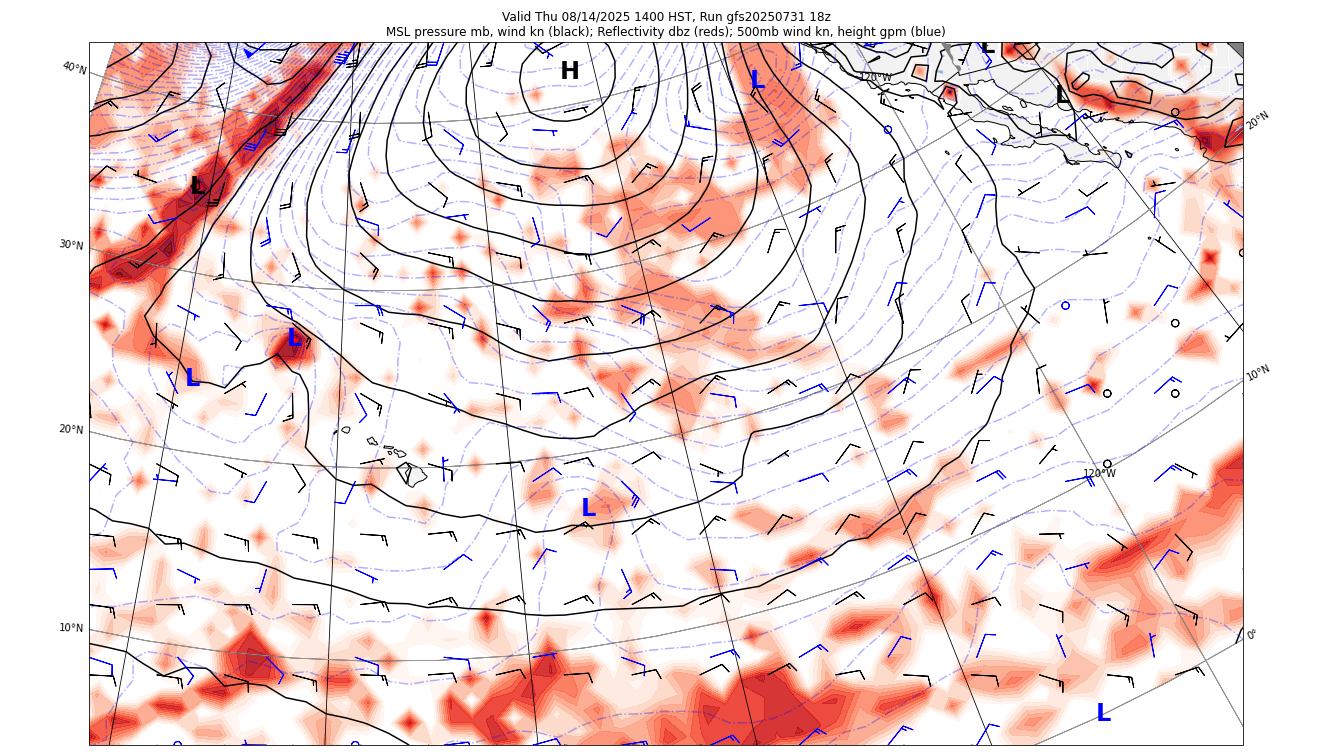 Valid Thu 08/14/2025 1400 HST, Run gfs20250731 18z
MSL pressure mb, wind kn (black); Reflectivity dbz (reds); 500mb wind kn, height gpm (blue)
L
H
40°N
L
120°W
L
20°N
L
30°N
L
L
10°N
20°N
120°W
L
10°N
0°
L